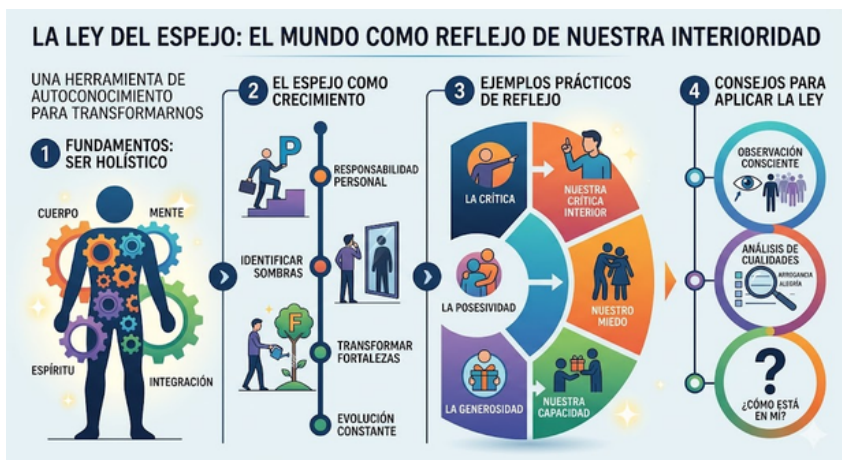 LA LEY DEL ESPEJO: EL MUNDO COMO REFLEJO DE NUESTRA INTERIORIDAD
UNA HERRAMIENTA DE
AUTOCONOCIMIENTO
PARA TRANSFORMARNOS
1
FUNDAMENTOS:
SER HOLÍSTICO
CUERPO
MENTE
ESPÍRITU
INTEGRACIÓN
2
EL ESPEJO COMO
CRECIMIENTO
P
RESPONSABILIDAD
PERSONAL
IDENTIFICAR
SOMBRAS
F
TRANSFORMAR
FORTALEZAS
EVOLUCIÓN
CONSTANTE
3
EJEMPLOS PRÁCTICOS
DE REFLEJO
LA CRÍTICA
NUESTRA
CRÍTICA
INTERIOR
LA POSESIVIDAD
NUESTRO
MIEDO
LA GENEROSIDAD
NUESTRA
CAPACIDAD
4
CONSEJOS PARA
APLICAR LA LEY
OBSERVACIÓN
CONSCIENTE
ANÁLISIS DE
CUALIDADES
ARROGANCIA
ALEGRÍA
?
¿CÓMO ESTÁ
EN MÍ?